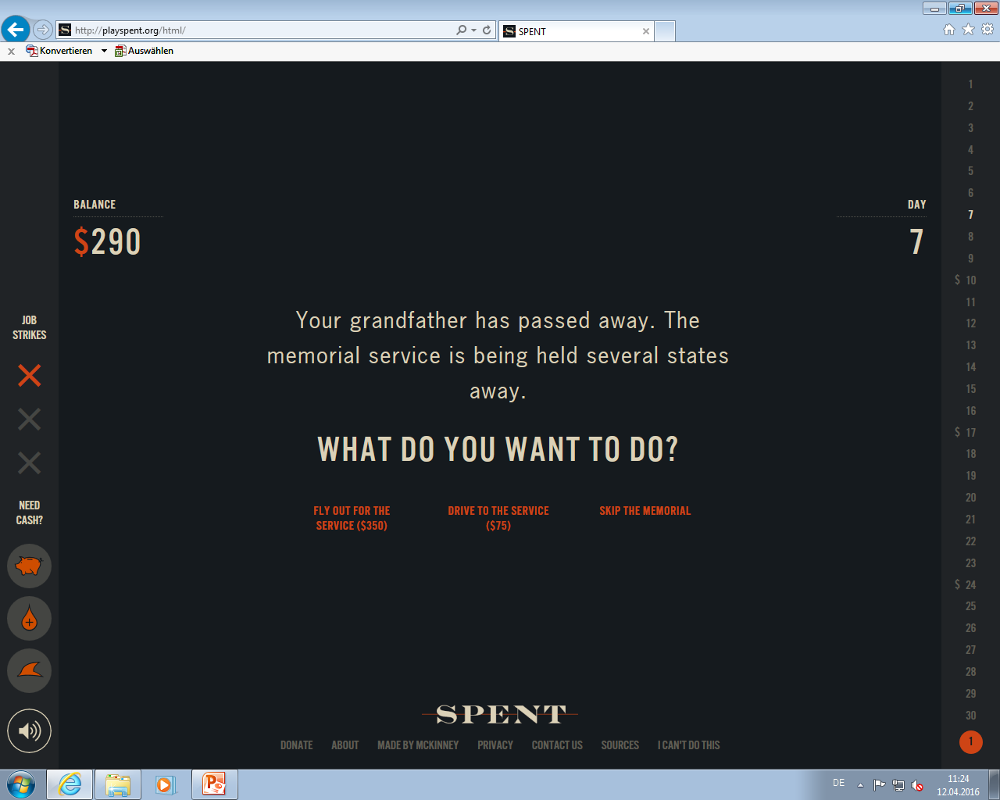 http://playspent.org/html/
SPENT
Konvertieren
Auswählen
BALANCE
$290
DAY
7
JOB
STRIKES
NEED
CASH?
Your grandfather has passed away. The
memorial service is being held several states
away.
WHAT DO YOU WANT TO DO?
FLY OUT FOR THE
SERVICE ($350)
DRIVE TO THE SERVICE
($75)
SKIP THE MEMORIAL
1
2
3
4
5
6
7
8
9
$ 10
11
12
13
14
15
16
$ 17
18
19
20
21
22
23
$ 24
25
26
27
28
29
30
1
SPENT
DONATE ABOUT MADE BY MCKINNEY PRIVACY CONTACT US SOURCES I CAN'T DO THIS
DE
11:24
12.04.2016